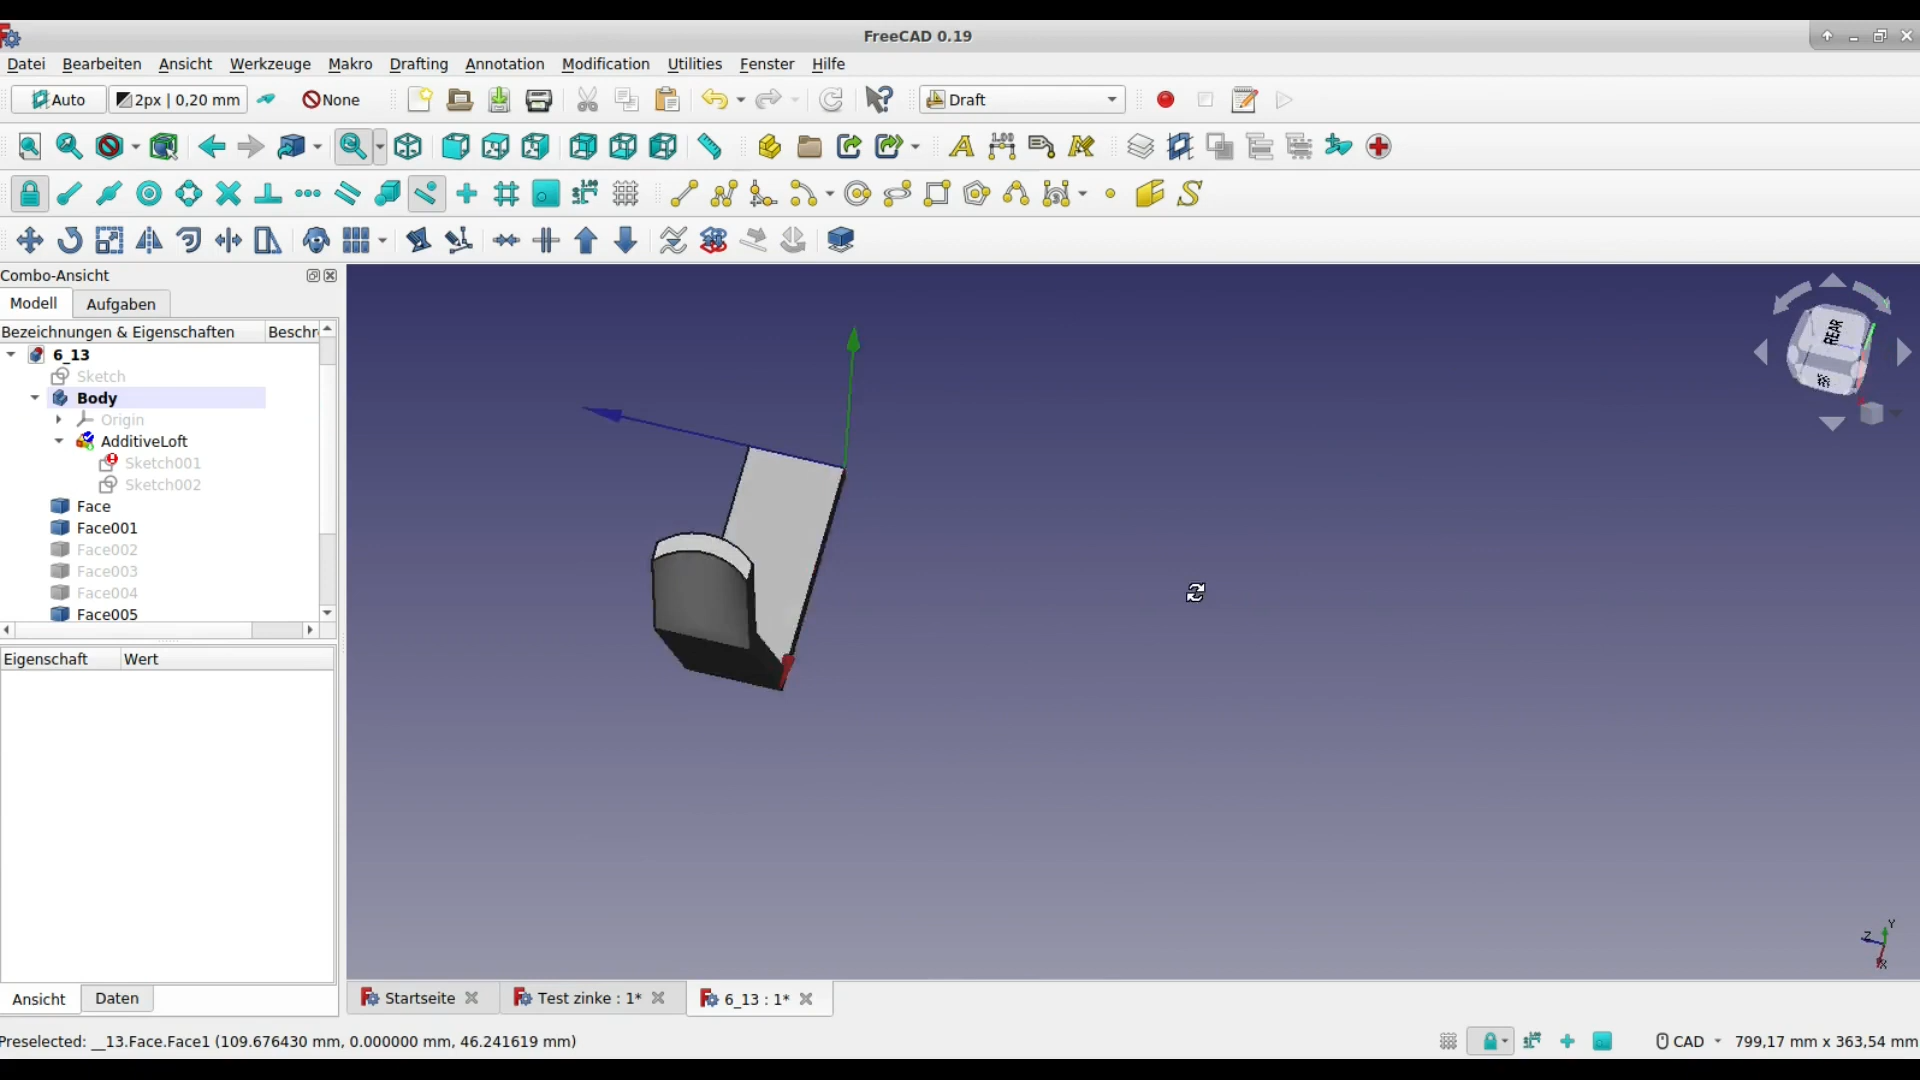 FreeCAD 0.19
Datei Bearbeiten Ansicht Werkzeuge Makro Drafting Annotation Modification Utilities Fenster Hilfe
Auto 2px | 0,20 mm None Draft
Combo-Ansicht
Modell Aufgaben
Bezeichnungen & Eigenschaften Beschr
6_13
Sketch
Body
Origin
AdditiveLoft
Sketch001
Sketch002
Face
Face001
Face002
Face003
Face004
Face005
Eigenschaft Wert
REAR
Z Y
X
Ansicht Daten
Startseite Test zinke : 1* 6_13 : 1*
Preselected: __13.Face.Face1 (109.676430 mm, 0.000000 mm, 46.241619 mm)
CAD 799,17 mm x 363,54 mm